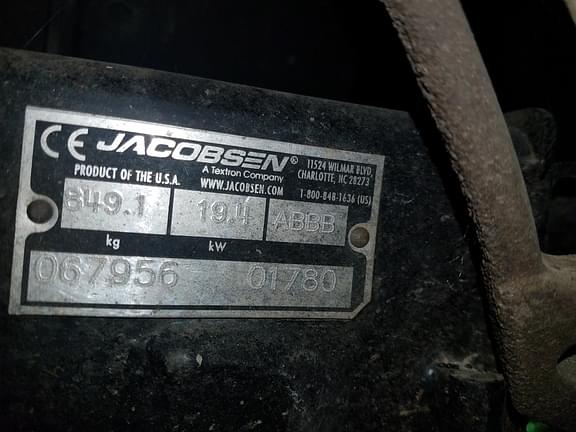 CE JACOBSEN®
A Textron Company
PRODUCT OF THE U.S.A.
WWW.JACOBSEN.COM
11524 WILMAR BLVD,
CHARLOTTE, NC 28273
1-800-848-1636 (US)
849.1 19.4 ABBB
kg kW
067956 01780